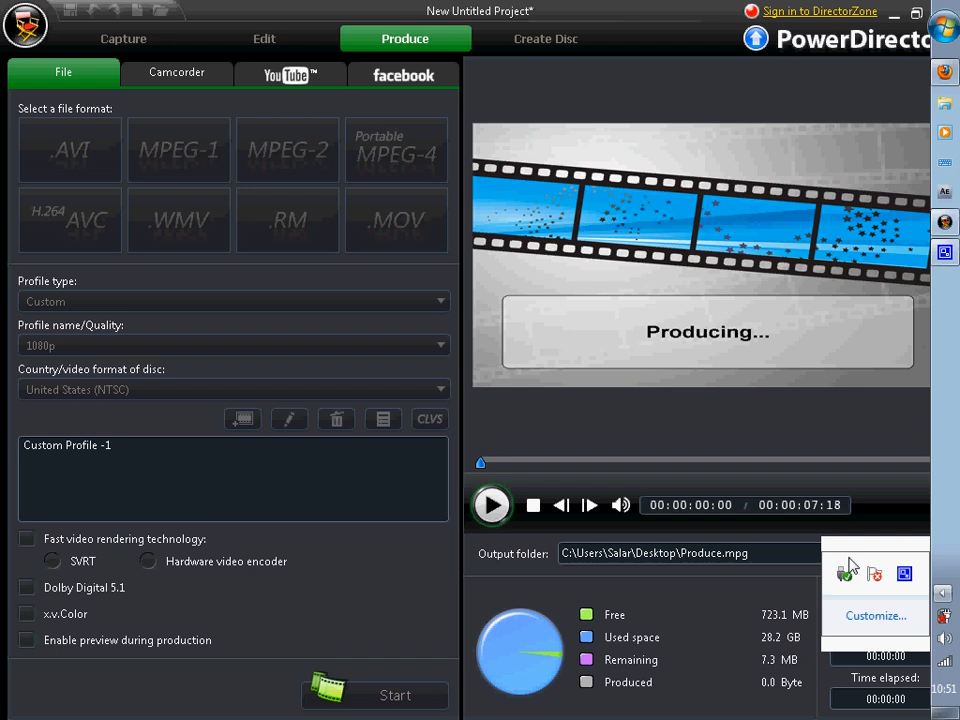 New Untitled Project*
Sign in to DirectorZone
Capture
Edit
Produce
Create Disc
PowerDirecto
File
Camcorder
YouTube™
facebook
Select a file format:
.AVI
MPEG-1
MPEG-2
Portable
MPEG-4
H.264 AVC
.WMV
.RM
.MOV
Profile type:
Custom
Profile name/Quality:
1080p
Country/video format of disc:
United States (NTSC)
CLVS
Custom Profile -1
Fast video rendering technology:
SVRT
Hardware video encoder
Dolby Digital 5.1
x.v.Color
Enable preview during production
Start
Producing...
00:00:00:00 / 00:00:07:18
Output folder:
C:\Users\Salar\Desktop\Produce.mpg
Free
723.1 MB
Used space
28.2 GB
Remaining
7.3 MB
Produced
0.0 Byte
Customize...
00:00:00
Time elapsed:
00:00:00
AE
10:51